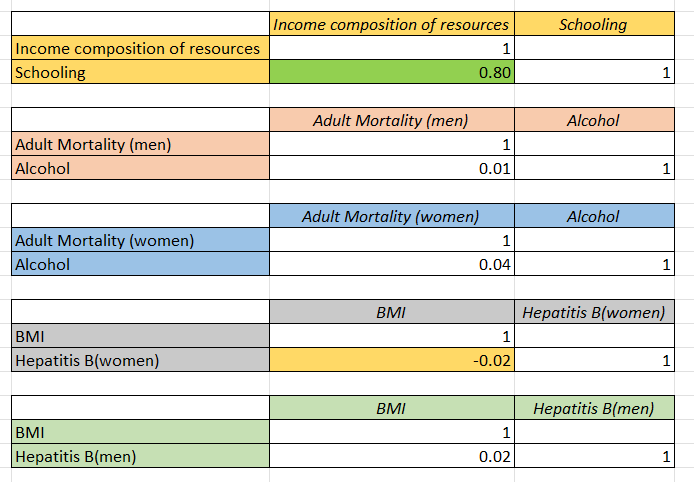 Income composition of resources Schooling
Income composition of resources 1
Schooling 0.80 1
Adult Mortality (men) Alcohol
Adult Mortality (men) 1
Alcohol 0.01 1
Adult Mortality (women) Alcohol
Adult Mortality (women) 1
Alcohol 0.04 1
BMI Hepatitis B(women)
BMI 1
Hepatitis B(women) -0.02 1
BMI Hepatitis B(men)
BMI 1
Hepatitis B(men) 0.02 1